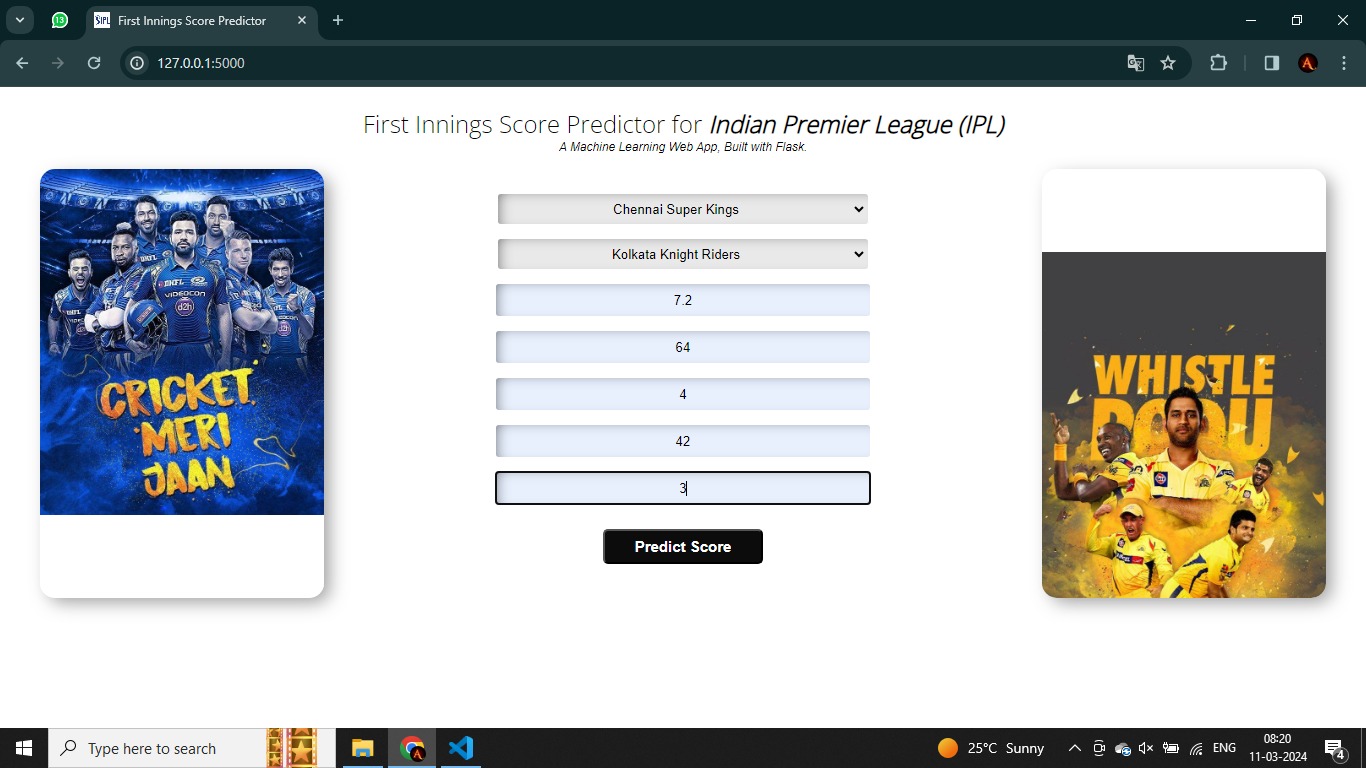 13
IPL
First Innings Score Predictor
127.0.0.1:5000
First Innings Score Predictor for Indian Premier League (IPL)
A Machine Learning Web App, Built with Flask.
VIDEOCON
d2h
CRICKET
MERI
JAAN
Chennai Super Kings
Kolkata Knight Riders
7.2
64
4
42
3
Predict Score
WHISTLE
PODU
Type here to search
25°C Sunny
ENG
08:20
11-03-2024
4